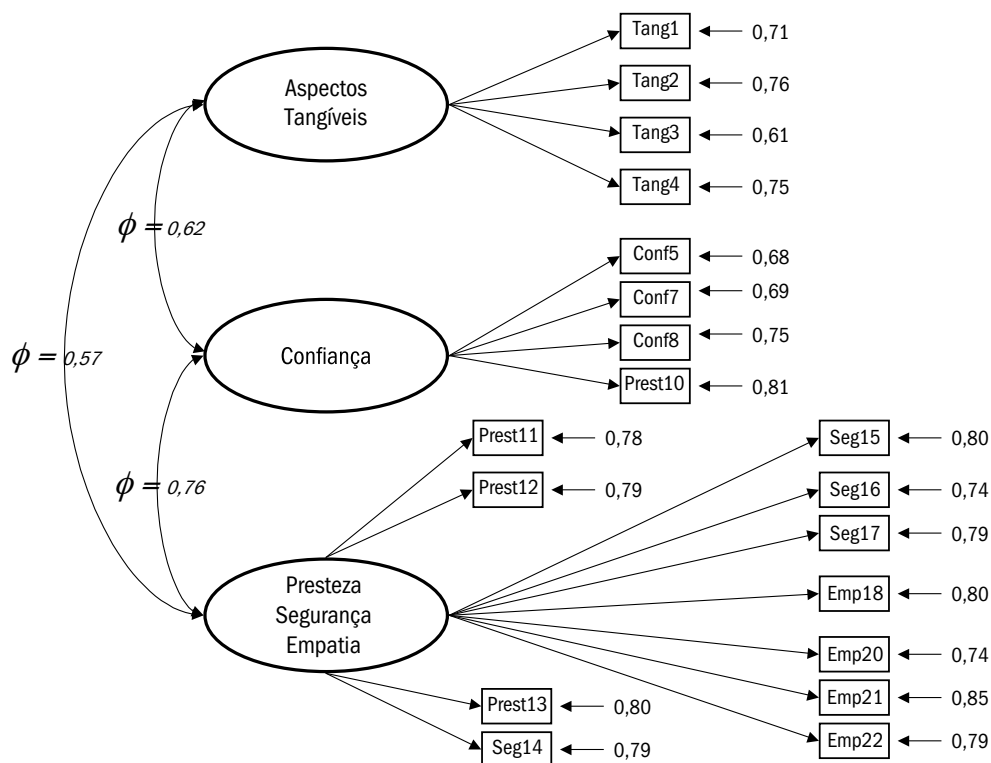 Aspectos
Tangíveis
Tang1 0,71
Tang2 0,76
Tang3 0,61
Tang4 0,75
ϕ = 0,62
Confiança
Conf5 0,68
Conf7 0,69
Conf8 0,75
Prest10 0,81
ϕ = 0,57
ϕ = 0,76
Presteza
Segurança
Empatia
Prest11 0,78
Prest12 0,79
Prest13 0,80
Seg14 0,79
Seg15 0,80
Seg16 0,74
Seg17 0,79
Emp18 0,80
Emp20 0,74
Emp21 0,85
Emp22 0,79